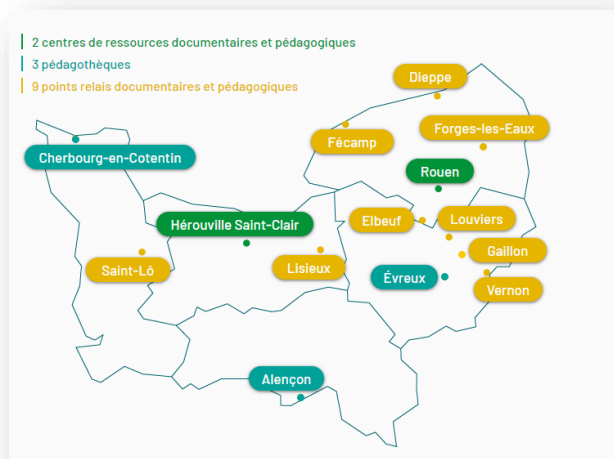 2 centres de ressources documentaires et pédagogiques
3 pédagothèques
9 points relais documentaires et pédagogiques
Dieppe
Forges-les-Eaux
Fécamp
Cherbourg-en-Cotentin
Rouen
Elbeuf
Louviers
Hérouville Saint-Clair
Gaillon
Saint-Lô
Lisieux
Évreux
Vernon
Alençon